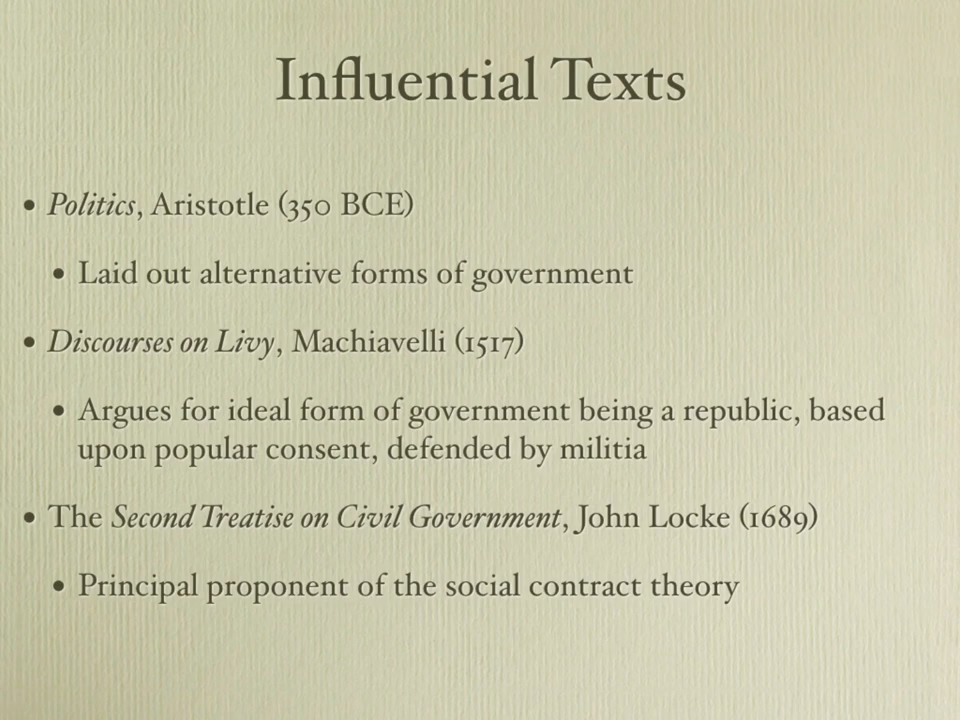 Influential Texts
• Politics, Aristotle (350 BCE)
• Laid out alternative forms of government
• Discourses on Livy, Machiavelli (1517)
• Argues for ideal form of government being a republic, based
upon popular consent, defended by militia
• The Second Treatise on Civil Government, John Locke (1689)
• Principal proponent of the social contract theory